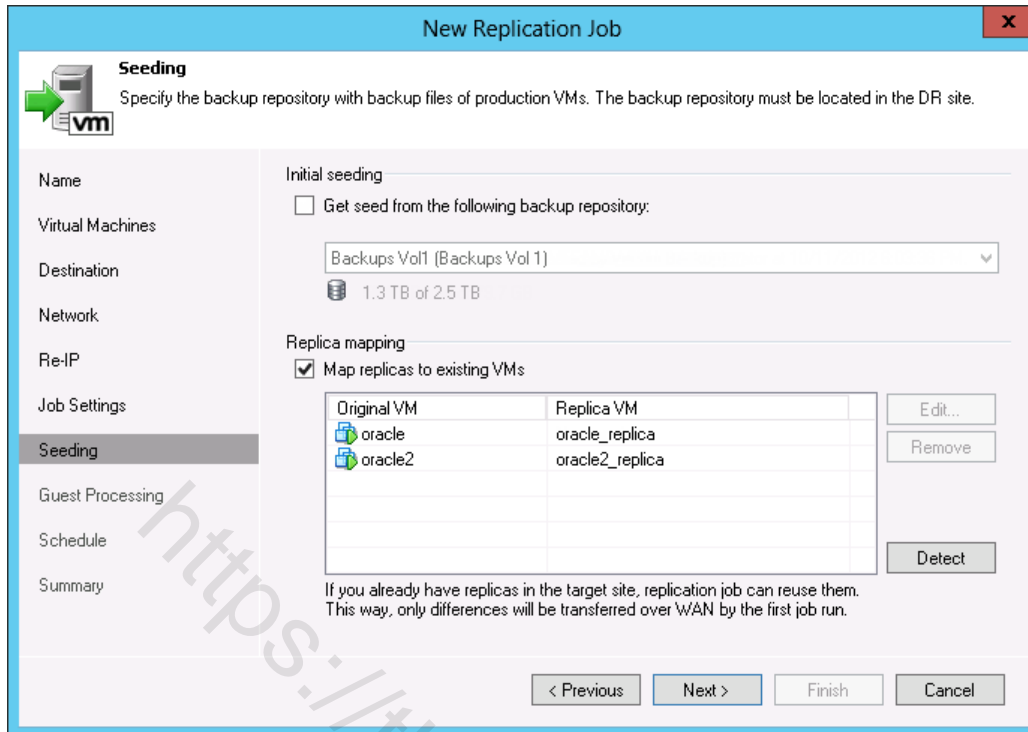 New Replication Job
x
Seeding
Specify the backup repository with backup files of production VMs. The backup repository must be located in the DR site.
vm
Name
Virtual Machines
Destination
Network
Re-IP
Job Settings
Seeding
Guest Processing
Schedule
Summary
Initial seeding
Get seed from the following backup repository:
Backups Vol1 (Backups Vol 1)
1.3 TB of 2.5 TB
Replica mapping
Map replicas to existing VMs
Original VM Replica VM
oracle oracle_replica
oracle2 oracle2_replica
Edit...
Remove
Detect
If you already have replicas in the target site, replication job can reuse them.
This way, only differences will be transferred over WAN by the first job run.
< Previous Next > Finish Cancel
https://